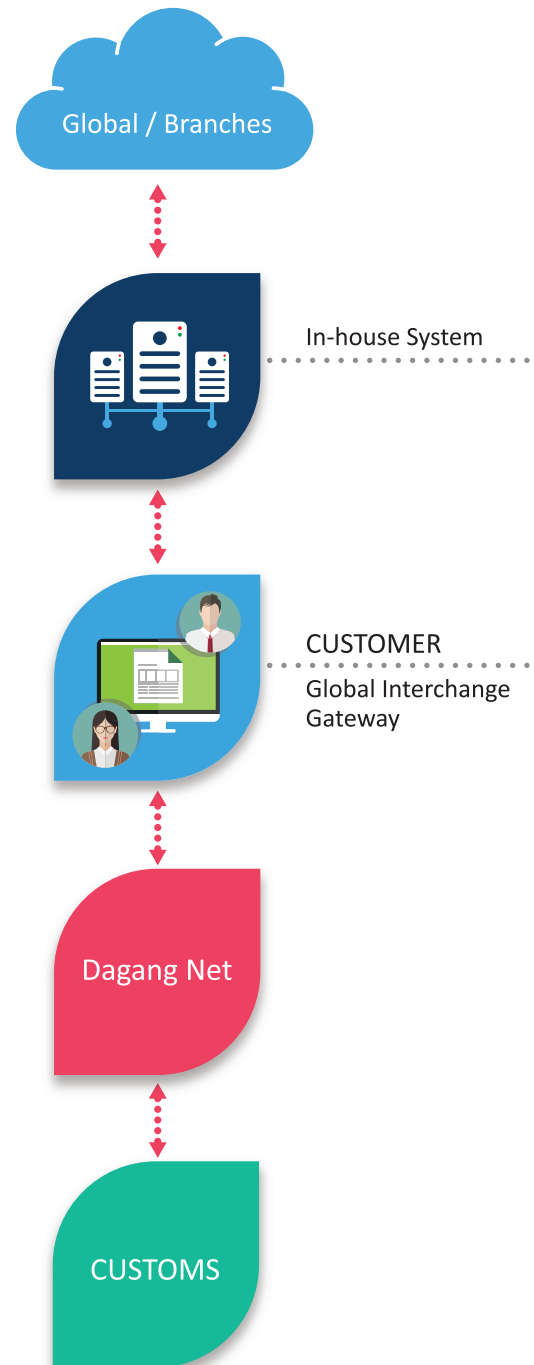 Global / Branches
In-house System
CUSTOMER
Global Interchange
Gateway
Dagang Net
CUSTOMS